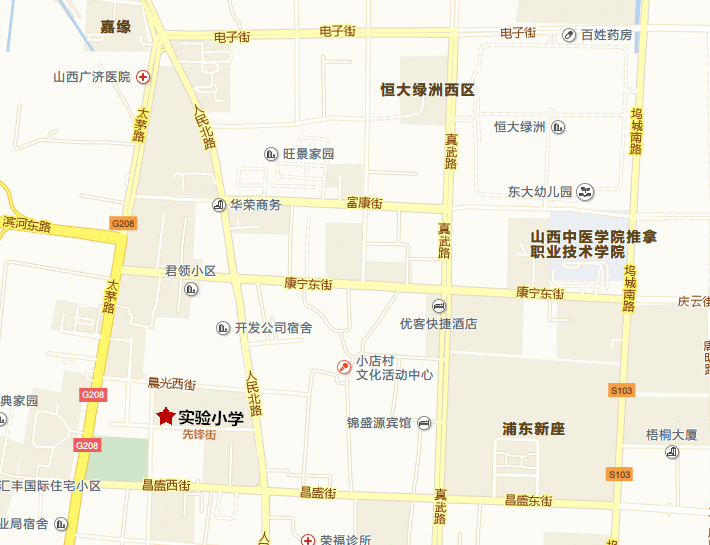 嘉缘
电子街
电子街
电子街
百姓药房
山西广济医院
太茅路
人民北路
恒大绿洲西区
恒大绿洲
坞城南路
真武路
旺景家园
东大幼儿园
华荣商务
富康街
滨河东路
G208
真武路
山西中医学院推拿
职业技术学院
君领小区
康宁东街
康宁东街
坞城南路
庆云街
太茅路
开发公司宿舍
优客快捷酒店
小店村
文化活动中心
晨光西街
人民北路
G208
S103
典家园
实验小学
先锋街
锦盛源宾馆
浦东新座
梧桐大厦
G208
S103
汇丰国际住宅小区
昌盛西街
昌盛街
真武路
昌盛东街
业局宿舍
人
荣福诊所
坞